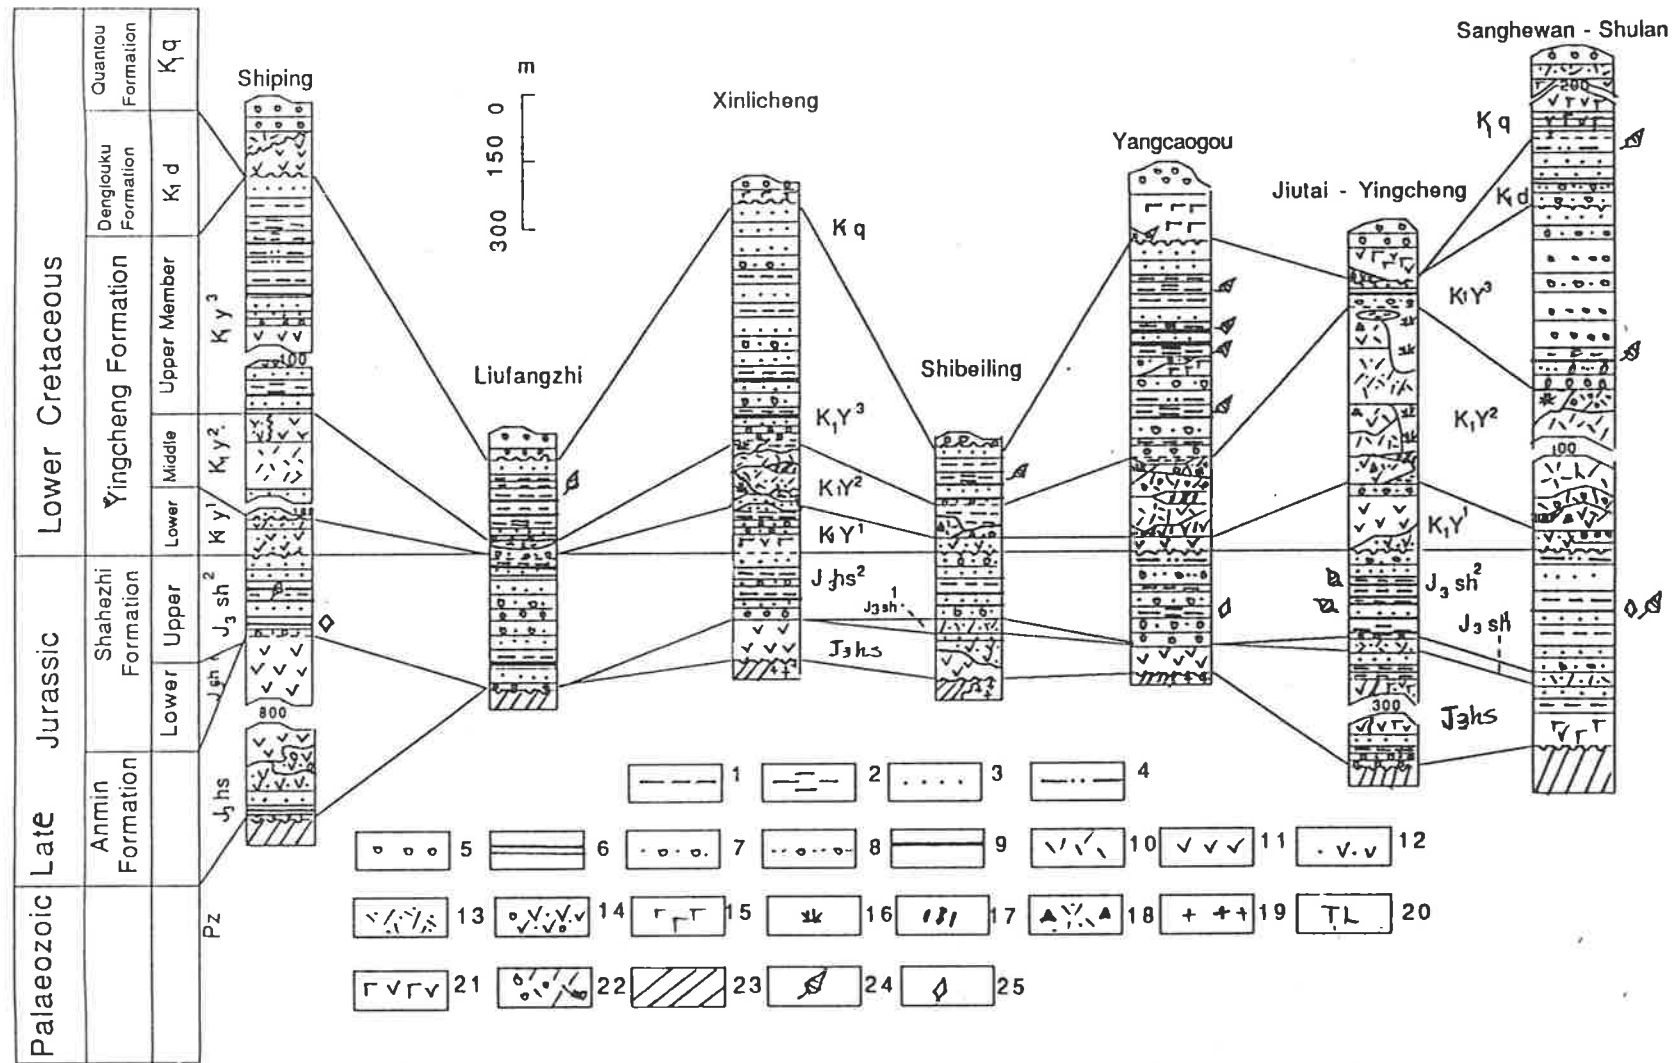 Sanghewan - Shulan
Quantou Formation
K₁q
Shiping
m
Xinlicheng
0
150
300
200
K₁q
Denglouku Formation
K₁d
Yangcaogou
Jiutai - Yingcheng
K₁d
Kq
Lower Cretaceous
Yingcheng Formation
Upper Member
K₁y³
K₁Y³
100
Liufangzhi
Shibeiling
K₁Y³
K₁Y²
Middle
K₁y²
K₁Y²
100
Lower
K₁y¹
K₁Y¹
K₁Y¹
Late Jurassic
Shahezhi Formation
Upper
J₃sh²
J₃hs²
J₃sh¹
J₃sh²
J₃sh¹
Lower
J₃sh¹
J₃hs
800
300
J₃hs
Anmin Formation
J₃hs
1
2
3
4
5
6
7
8
9
10
11
12
13
14
15
16
17
18
19
20
21
22
23
24
25
Palaeozoic
Pz